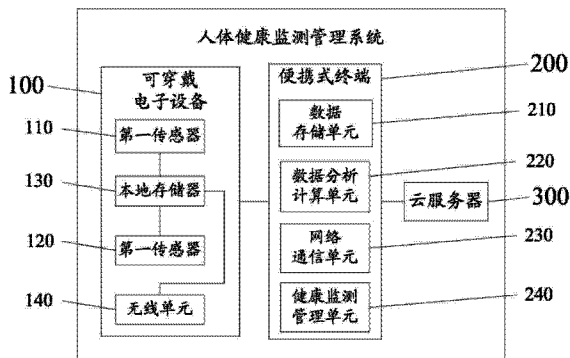 人体健康监测管理系统
100
可穿戴
电子设备
110
第一传感器
130
本地存储器
120
第一传感器
140
无线单元
便携式终端
200
数据
存储单元
210
数据分析
计算单元
220
网络
通信单元
230
健康监测
管理单元
240
云服务器
300